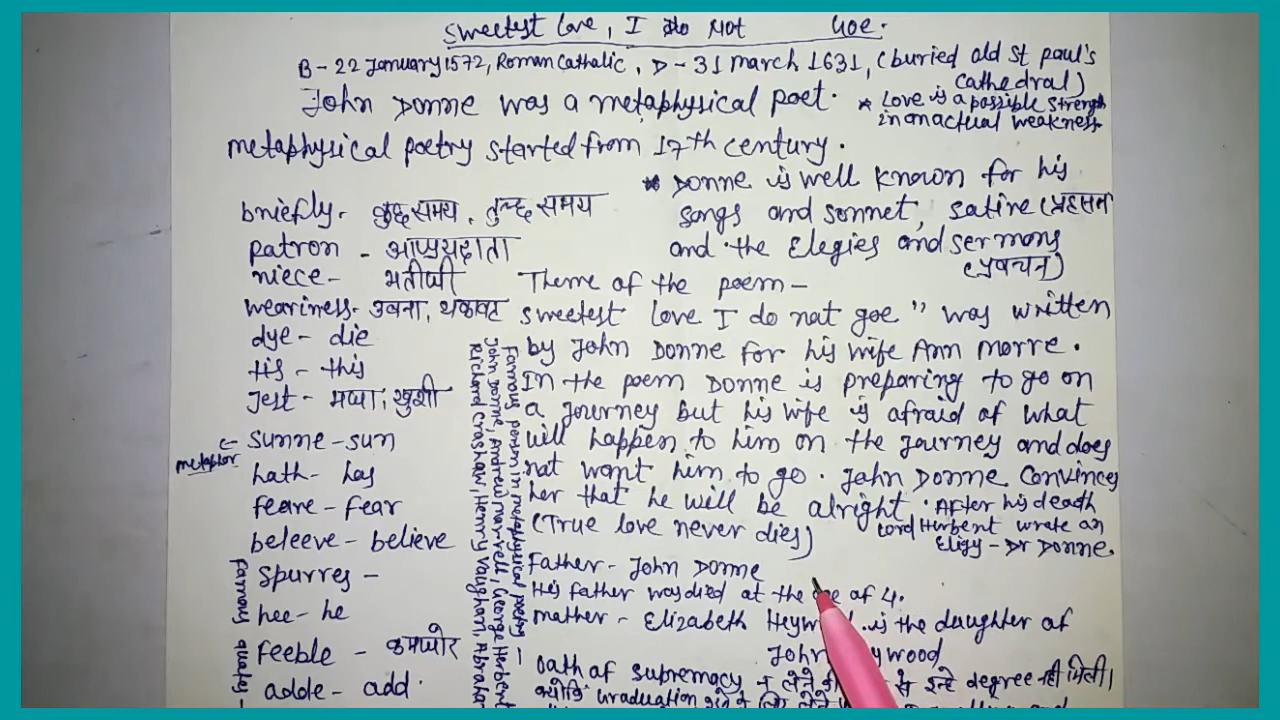 Sweetest Love, I do Not Goe.
B - 22 January 1572, Roman Catholic, D - 31 march 1631, (buried old St paul's Cathedral)
John Donne was a metaphysical poet.
* Love is a possible strength
in an actual weakness
metaphysical poetry started from 17th century.
* Donne is well known for his
songs and sonnet, satire (प्रहसन
and the Elegies and sermons
(प्रवचन)
briefly - कुछ समय, तुच्छ समय
patron - आश्रयदाता
niece - भतीजी
weariness - उबना, थकावट
dye - die
tis - this
Jest - मजा, खुशी
sunne - sun
metaphor
hath - has
feare - fear
beleeve - believe
Spurres -
hee - he
feeble - कमजोर
adde - add
famous quality -
Famous person in metaphysical poetry -
John Donne, Andrew marvell, George Herbert
Richard Crashaw, Henry Vaughan, Abraham
Theme of the poem -
sweetest love I do not goe" was written
by John Donne for his wife Ann Morre.
In the poem Donne is preparing to go on
a journey but his wife is afraid of what
will happen to him on the journey and does
not want him to go. John Donne Convinces
her that he will be alright.
(True love never dies)
After his death
Lord Herbert wrote an
Eligy - Dr Donne.
Father - John Donne
His father was died at the age of 4.
mother - Elizabeth is the daughter of
John
Oath of Supremacy न लेने degree नही मिली।
क्योकि Graduation के लिए लेने